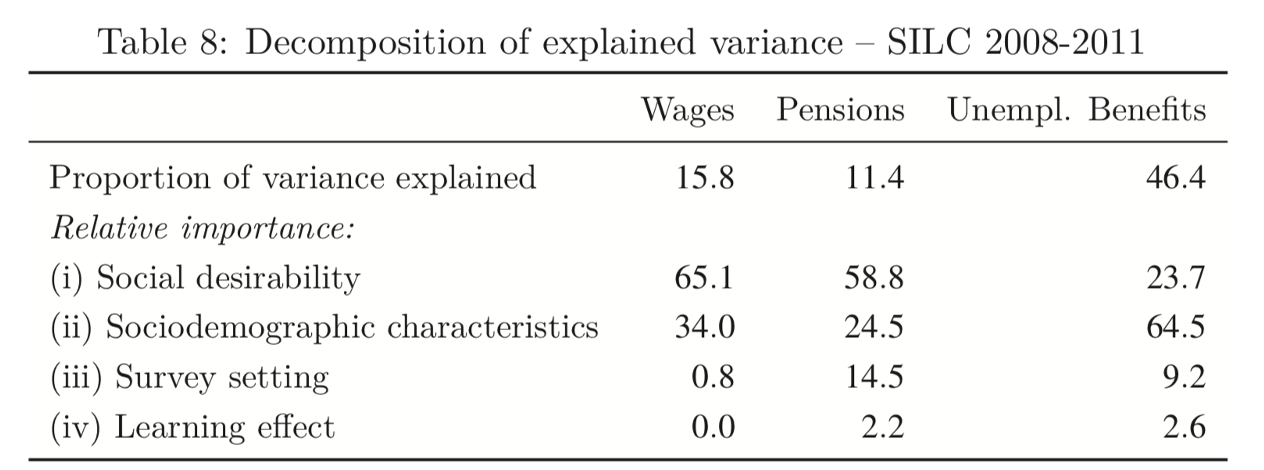 Table 8: Decomposition of explained variance – SILC 2008-2011
Wages Pensions Unempl. Benefits
Proportion of variance explained 15.8 11.4 46.4
Relative importance:
(i) Social desirability 65.1 58.8 23.7
(ii) Sociodemographic characteristics 34.0 24.5 64.5
(iii) Survey setting 0.8 14.5 9.2
(iv) Learning effect 0.0 2.2 2.6